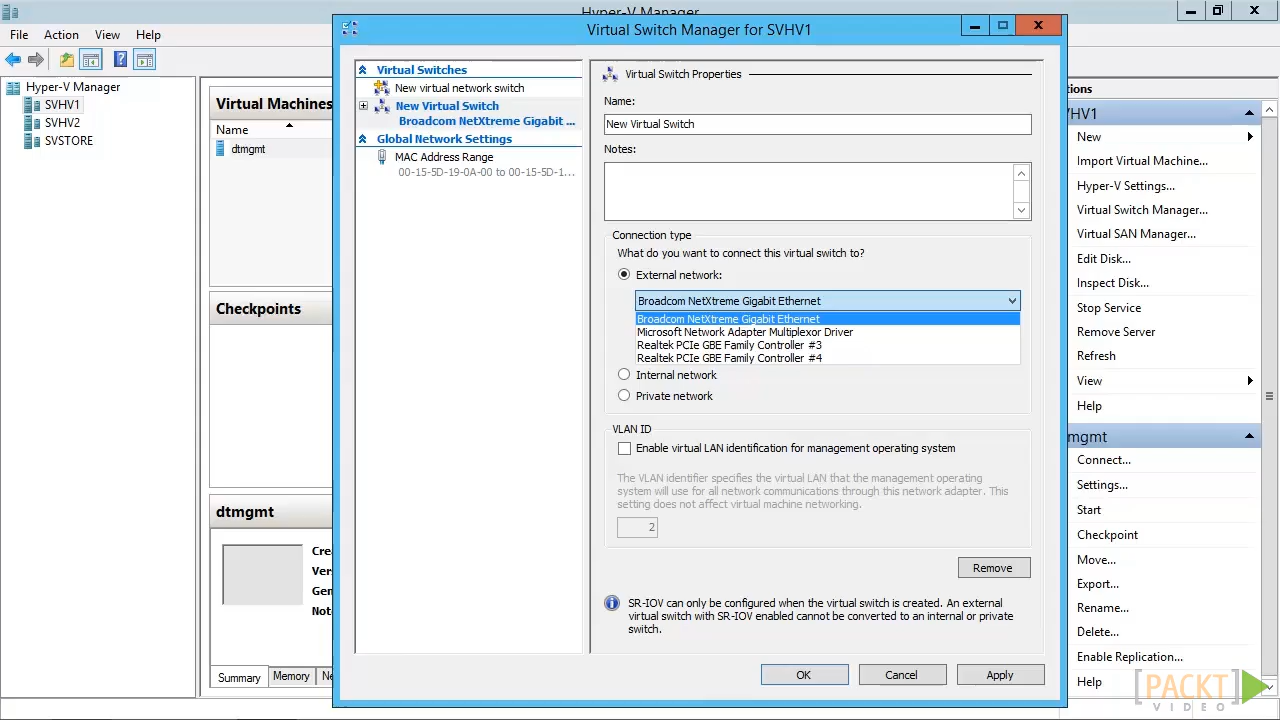 Hyper-V Manager
File Action View Help
Hyper-V Manager
SVHV1
SVHV2
SVSTORE
Virtual Machines
Name
dtmgmt
Checkpoints
dtmgmt
Cre
Vers
Gen
Not
Summary Memory Ne
Virtual Switch Manager for SVHV1
Virtual Switches
New virtual network switch
New Virtual Switch
Broadcom NetXtreme Gigabit ...
Global Network Settings
MAC Address Range
00-15-5D-19-0A-00 to 00-15-5D-1...
Virtual Switch Properties
Name:
New Virtual Switch
Notes:
Connection type
What do you want to connect this virtual switch to?
External network:
Broadcom NetXtreme Gigabit Ethernet
Broadcom NetXtreme Gigabit Ethernet
Microsoft Network Adapter Multiplexor Driver
Realtek PCIe GBE Family Controller #3
Realtek PCIe GBE Family Controller #4
Internal network
Private network
VLAN ID
Enable virtual LAN identification for management operating system
The VLAN identifier specifies the virtual LAN that the management operating
system will use for all network communications through this network adapter. This
setting does not affect virtual machine networking.
2
Remove
SR-IOV can only be configured when the virtual switch is created. An external
virtual switch with SR-IOV enabled cannot be converted to an internal or private
switch.
OK Cancel Apply
ions
HV1
New
Import Virtual Machine...
Hyper-V Settings...
Virtual Switch Manager...
Virtual SAN Manager...
Edit Disk...
Inspect Disk...
Stop Service
Remove Server
Refresh
View
Help
mgmt
Connect...
Settings...
Start
Checkpoint
Move...
Export...
Rename...
Delete...
Enable Replication...
Help
[PACKT]
VIDEO